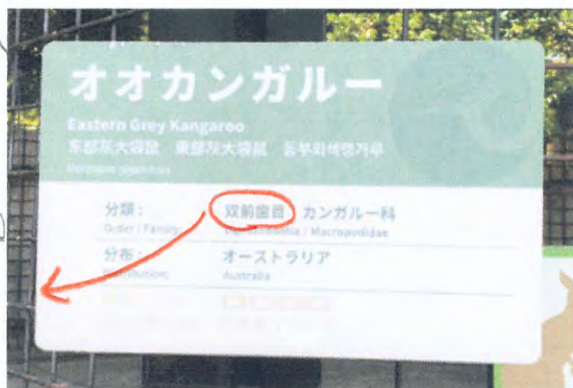 オオカンガルー
Eastern Grey Kangaroo
东部灰大袋鼠 東部灰大袋鼠 동부회색캥거루
分類： 双前歯目 カンガルー科
Order / Family: / Macropodidae
分布： オーストラリア
Distribution: Australia